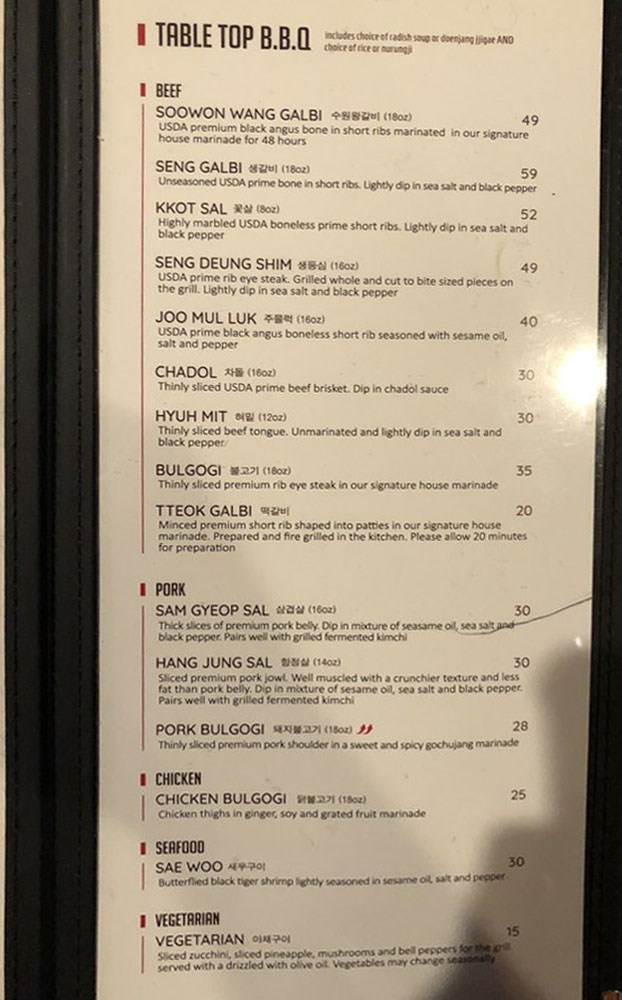 TABLE TOP B.B.Q includes choice of radish soup or doenjang jjigae AND
choice of rice or nurungji
BEEF
SOOWON WANG GALBI 수원왕갈비 (18oz) 49
USDA premium black angus bone in short ribs marinated in our signature
house marinade for 48 hours
SENG GALBI 생갈비 (18oz) 59
Unseasoned USDA prime bone in short ribs. Lightly dip in sea salt and black pepper
KKOT SAL 꽃살 (8oz) 52
Highly marbled USDA boneless prime short ribs. Lightly dip in sea salt and
black pepper
SENG DEUNG SHIM 생등심 (16oz) 49
USDA prime rib eye steak. Grilled whole and cut to bite sized pieces on
the grill. Lightly dip in sea salt and black pepper
JOO MUL LUK 주물럭 (16oz) 40
USDA prime black angus boneless short rib seasoned with sesame oil,
salt and pepper
CHADOL 차돌 (16oz) 30
Thinly sliced USDA prime beef brisket. Dip in chadol sauce
HYUH MIT 혀밑 (12oz) 30
Thinly sliced beef tongue. Unmarinated and lightly dip in sea salt and
black pepper
BULGOGI 불고기 (18oz) 35
Thinly sliced premium rib eye steak in our signature house marinade
TTEOK GALBI 떡갈비 20
Minced premium short rib shaped into patties in our signature house
marinade. Prepared and fire grilled in the kitchen. Please allow 20 minutes
for preparation
PORK
SAM GYEOP SAL 삼겹살 (16oz) 30
Thick slices of premium pork belly. Dip in mixture of seasame oil, sea salt and
black pepper. Pairs well with grilled fermented kimchi
HANG JUNG SAL 항정살 (14oz) 30
Sliced premium pork jowl. Well muscled with a crunchier texture and less
fat than pork belly. Dip in mixture of sesame oil, sea salt and black pepper.
Pairs well with grilled fermented kimchi
PORK BULGOGI 돼지불고기 (18oz) 28
Thinly sliced premium pork shoulder in a sweet and spicy gochujang marinade
CHICKEN
CHICKEN BULGOGI 닭불고기 (18oz) 25
Chicken thighs in ginger, soy and grated fruit marinade
SEAFOOD
SAE WOO 새우구이 30
Butterflied black tiger shrimp lightly seasoned in sesame oil, salt and pepper
VEGETARIAN
VEGETARIAN 야채구이 15
Sliced zucchini, sliced pineapple, mushrooms and bell peppers for the grill
served with a drizzled with olive oil. Vegetables may change seasonally